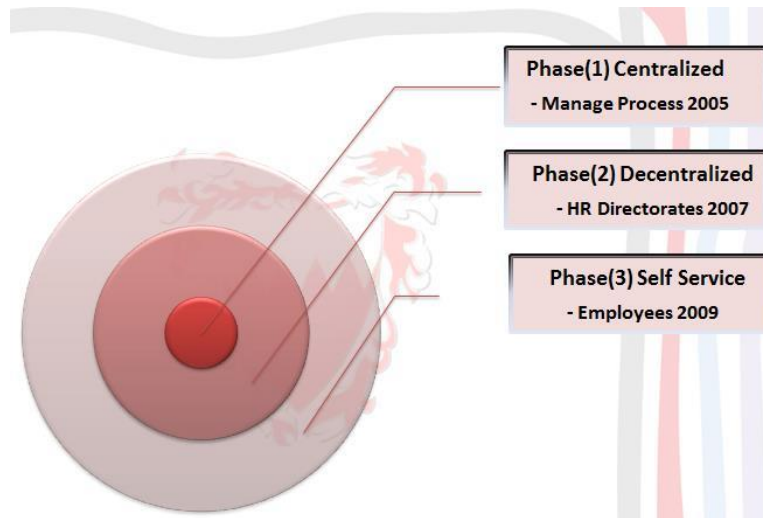 Phase(1) Centralized
- Manage Process 2005
Phase(2) Decentralized
- HR Directorates 2007
Phase(3) Self Service
- Employees 2009